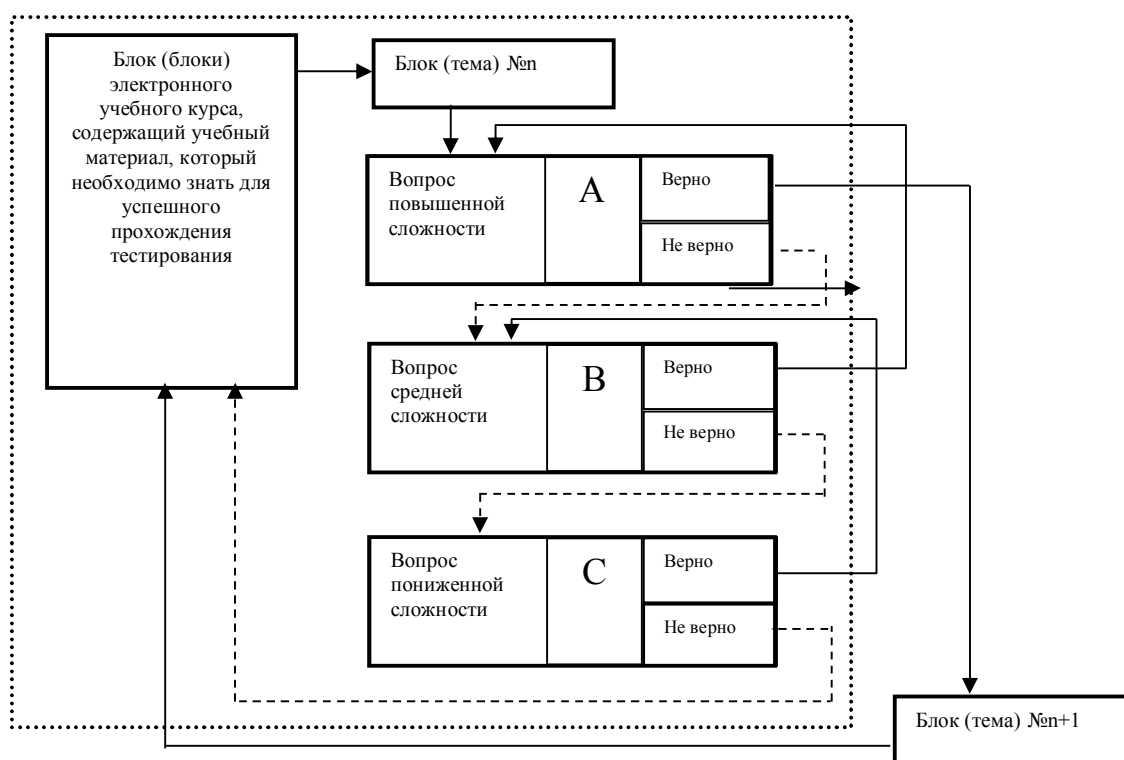 Блок (блоки)
электронного
учебного курса,
содержащий учебный
материал, который
необходимо знать для
успешного
прохождения
тестирования
Блок (тема) №n
Вопрос
повышенной
сложности
A
Верно
Не верно
Вопрос
средней
сложности
B
Верно
Не верно
Вопрос
пониженной
сложности
C
Верно
Не верно
Блок (тема) №n+1